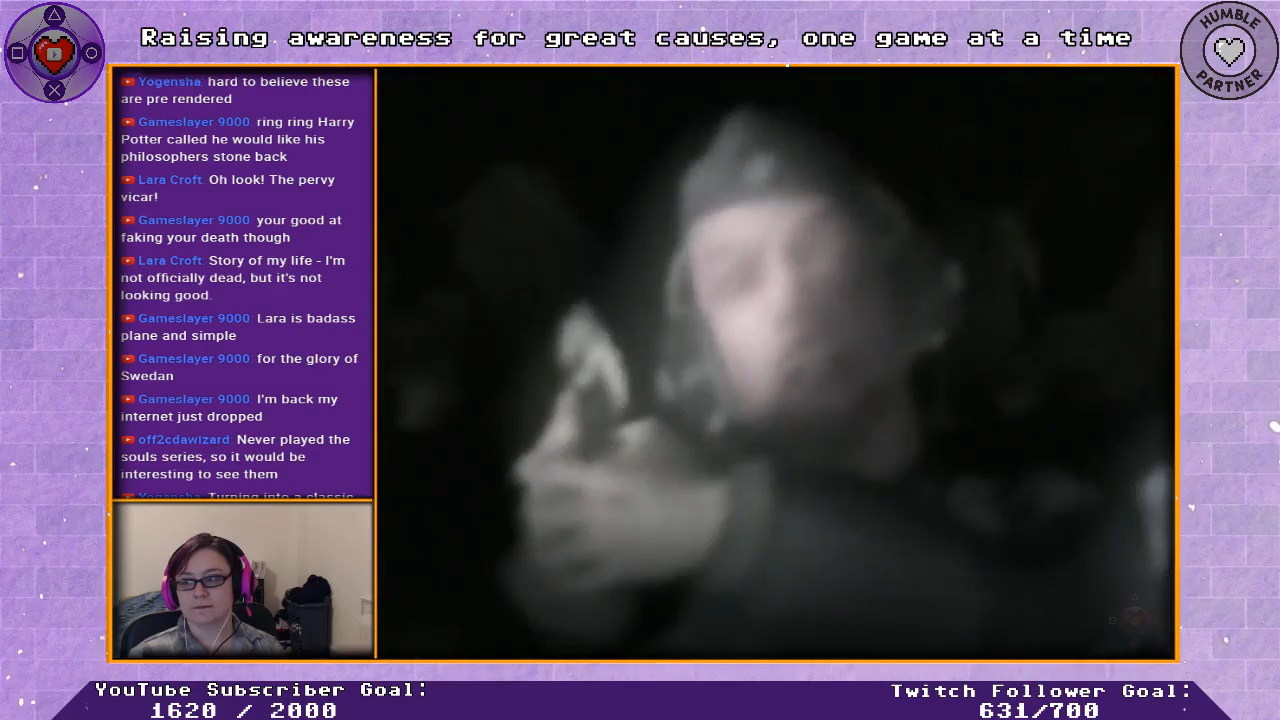 Raising awareness for great causes, one game at a time
HUMBLE
PARTNER
Yogensha: hard to believe these
are pre rendered
Gameslayer 9000: ring ring Harry
Potter called he would like his
philosophers stone back
Lara Croft: Oh look! The pervy
vicar!
Gameslayer 9000: your good at
faking your death though
Lara Croft: Story of my life - I'm
not officially dead, but it's not
looking good.
Gameslayer 9000: Lara is badass
plane and simple
Gameslayer 9000: for the glory of
Swedan
Gameslayer 9000: I'm back my
internet just dropped
off2cdawizard: Never played the
souls series, so it would be
interesting to see them
Yogensha: Turning into a classic
YouTube Subscriber Goal:
1620 / 2000
Twitch Follower Goal:
631/700